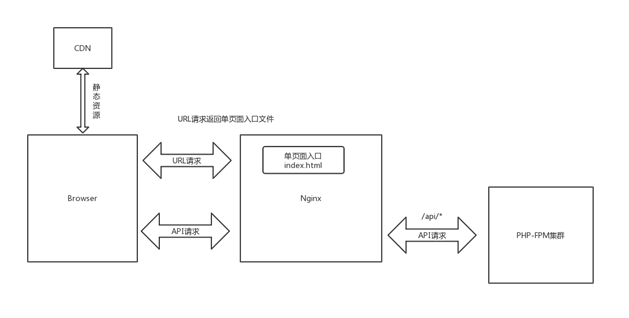 CDN
静态资源
URL请求返回单页面入口文件
URL请求
单页面入口
index.html
Browser
Nginx
API请求
/api/*
API请求
PHP-FPM集群